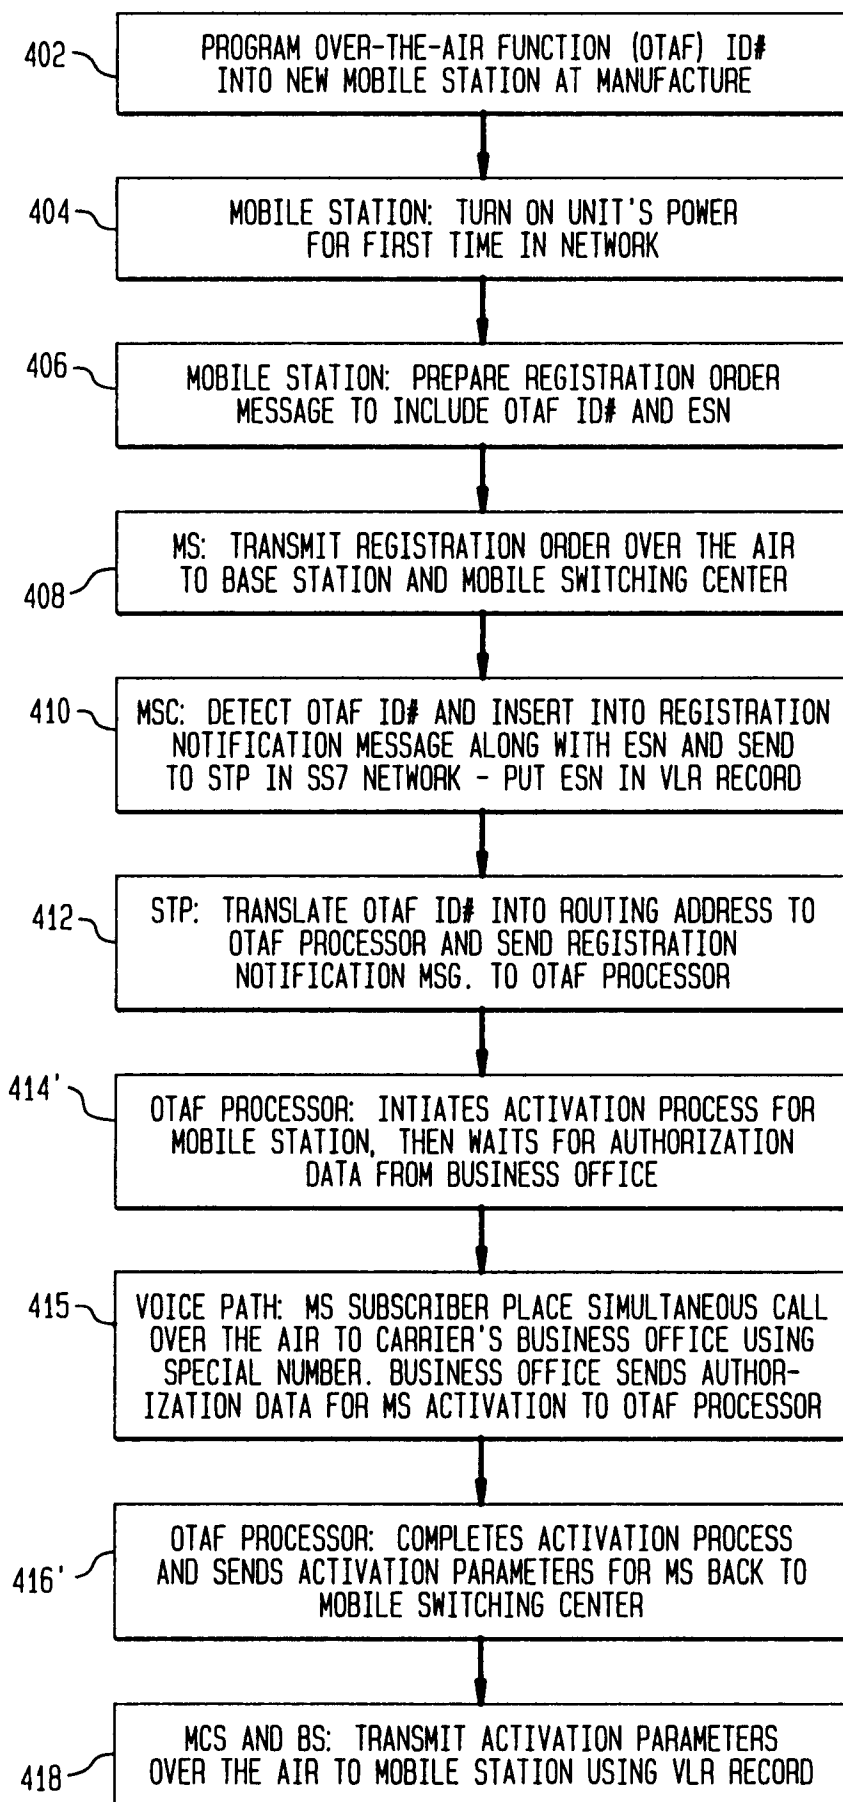 402
PROGRAM OVER-THE-AIR FUNCTION (OTAF) ID#
INTO NEW MOBILE STATION AT MANUFACTURE
404
MOBILE STATION: TURN ON UNIT'S POWER
FOR FIRST TIME IN NETWORK
406
MOBILE STATION: PREPARE REGISTRATION ORDER
MESSAGE TO INCLUDE OTAF ID# AND ESN
408
MS: TRANSMIT REGISTRATION ORDER OVER THE AIR
TO BASE STATION AND MOBILE SWITCHING CENTER
410
MSC: DETECT OTAF ID# AND INSERT INTO REGISTRATION
NOTIFICATION MESSAGE ALONG WITH ESN AND SEND
TO STP IN SS7 NETWORK - PUT ESN IN VLR RECORD
412
STP: TRANSLATE OTAF ID# INTO ROUTING ADDRESS TO
OTAF PROCESSOR AND SEND REGISTRATION
NOTIFICATION MSG. TO OTAF PROCESSOR
414'
OTAF PROCESSOR: INTIATES ACTIVATION PROCESS FOR
MOBILE STATION, THEN WAITS FOR AUTHORIZATION
DATA FROM BUSINESS OFFICE
415
VOICE PATH: MS SUBSCRIBER PLACE SIMULTANEOUS CALL
OVER THE AIR TO CARRIER'S BUSINESS OFFICE USING
SPECIAL NUMBER. BUSINESS OFFICE SENDS AUTHOR-
IZATION DATA FOR MS ACTIVATION TO OTAF PROCESSOR
416'
OTAF PROCESSOR: COMPLETES ACTIVATION PROCESS
AND SENDS ACTIVATION PARAMETERS FOR MS BACK TO
MOBILE SWITCHING CENTER
418
MCS AND BS: TRANSMIT ACTIVATION PARAMETERS
OVER THE AIR TO MOBILE STATION USING VLR RECORD